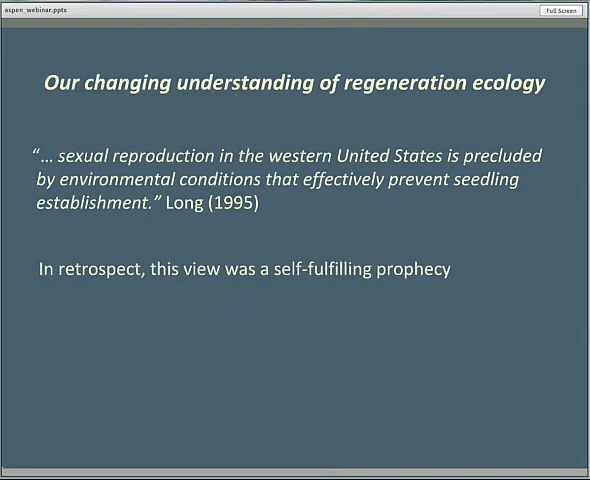 aspen_webinar.pptx
Full Screen
Our changing understanding of regeneration ecology
“… sexual reproduction in the western United States is precluded
by environmental conditions that effectively prevent seedling
establishment.” Long (1995)
In retrospect, this view was a self-fulfilling prophecy